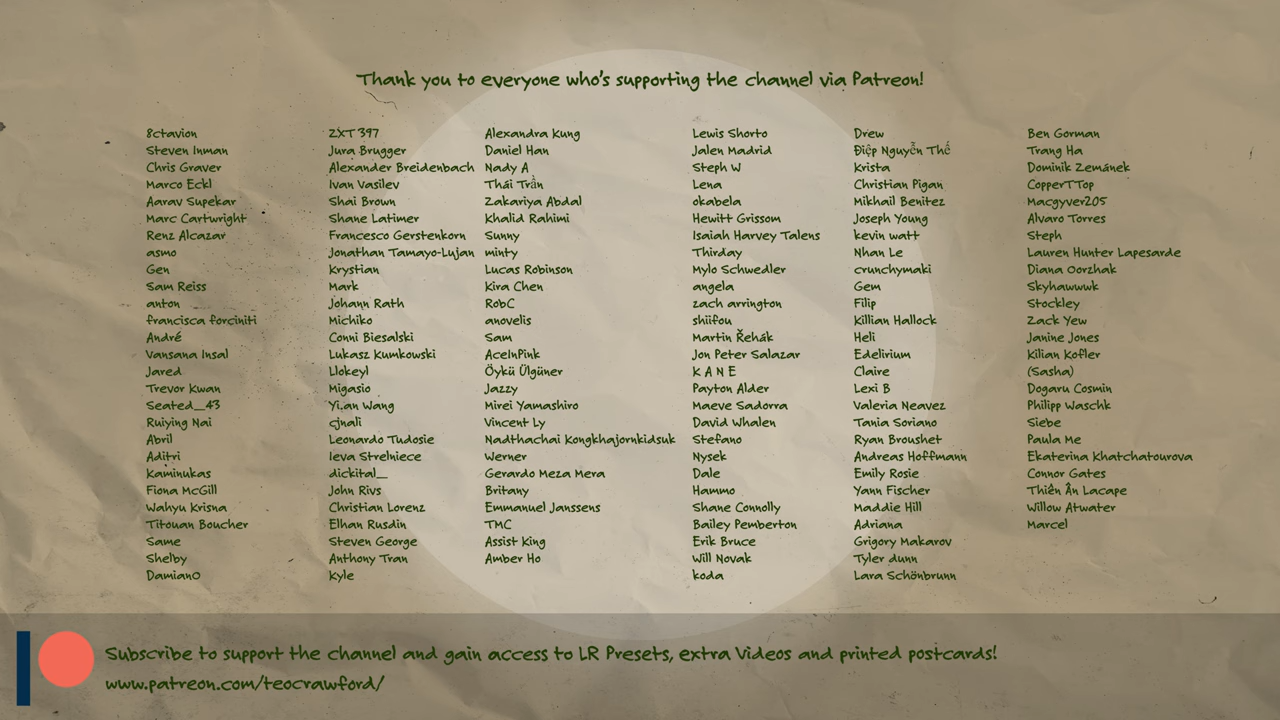 Thank you to everyone who's supporting the channel via Patreon!
8ctavion
Steven Inman
Chris Graver
Marco Eckl
Aarav Supekar
Marc Cartwright
Renz Alcazar
asmo
Gen
Sam Reiss
anton
francisca forciniti
André
Vansana Insal
Jared
Trevor Kwan
Seated__43
Ruiying Nai
Abril
Aditri
Kaminukas
Fiona McGill
Wahyu Krisna
Titouan Boucher
Same
Shelby
DamianO
ZXT 397
Jura Brugger
Alexander Breidenbach
Ivan Vasilev
Shai Brown
Shane Latimer
Francesco Gerstenkorn
Jonathan Tamayo-Lujan
Krystian
Mark
Johann Rath
Michiko
Conni Biesalski
Lukasz Kumkowski
Llokeyl
Migasio
Yi.an Wang
cjnali
Leonardo Tudosie
Ieva Strelniece
dickital__
John Rivs
Christian Lorenz
Elhan Rusdin
Steven George
Anthony Tran
Kyle
Alexandra Kung
Daniel Han
Nady A
Thái Trần
Zakariya Abdal
Khalid Rahimi
Sunny
minty
Lucas Robinson
Kira Chen
RobC
anovelis
Sam
AceInPink
Öykü Ülgüner
Jazzy
Mirei Yamashiro
Vincent Ly
Nadthachai Kongkhajornkidsuk
Werner
Gerardo Meza Mera
Britany
Emmanuel Janssens
TMC
Assist King
Amber Ho
Lewis Shorto
Jalen Madrid
Steph W
Lena
okabela
Hewitt Grissom
Isaiah Harvey Talens
Thirday
Mylo Schwedler
angela
zach arrington
shiifou
Martin Řehák
Jon Peter Salazar
K A N E
Payton Alder
Maeve Sadorra
David Whalen
Stefano
Nysek
Dale
Hammo
Shane Connolly
Bailey Pemberton
Erik Bruce
Will Novak
koda
Drew
Điệp Nguyễn Thế
Krista
Christian Pigan
Mikhail Benitez
Joseph Young
kevin watt
Nhan Le
crunchymaki
Gem
Filip
Killian Hallock
Heli
Edelirium
Claire
Lexi B
Valeria Neavez
Tania Soriano
Ryan Broushet
Andreas Hoffmann
Emily Rosie
Yann Fischer
Maddie Hill
Adriana
Grigory Makarov
Tyler dunn
Lara Schönbrunn
Ben Gorman
Trang Ha
Dominik Zemánek
CopperTTop
Macgyver205
Alvaro Torres
Steph
Lauren Hunter Lapesarde
Diana Oorzhak
Skyhawwwk
Stockley
Zack Yew
Janine Jones
Kilian Kofler
(Sasha)
Dogaru Cosmin
Philipp Waschk
Siebe
Paula Me
Ekaterina Khatchatourova
Connor Gates
Thiên Ân Lacape
Willow Atwater
Marcel
Subscribe to support the channel and gain access to LR Presets, extra Videos and printed postcards!
www.patreon.com/teocrawford/